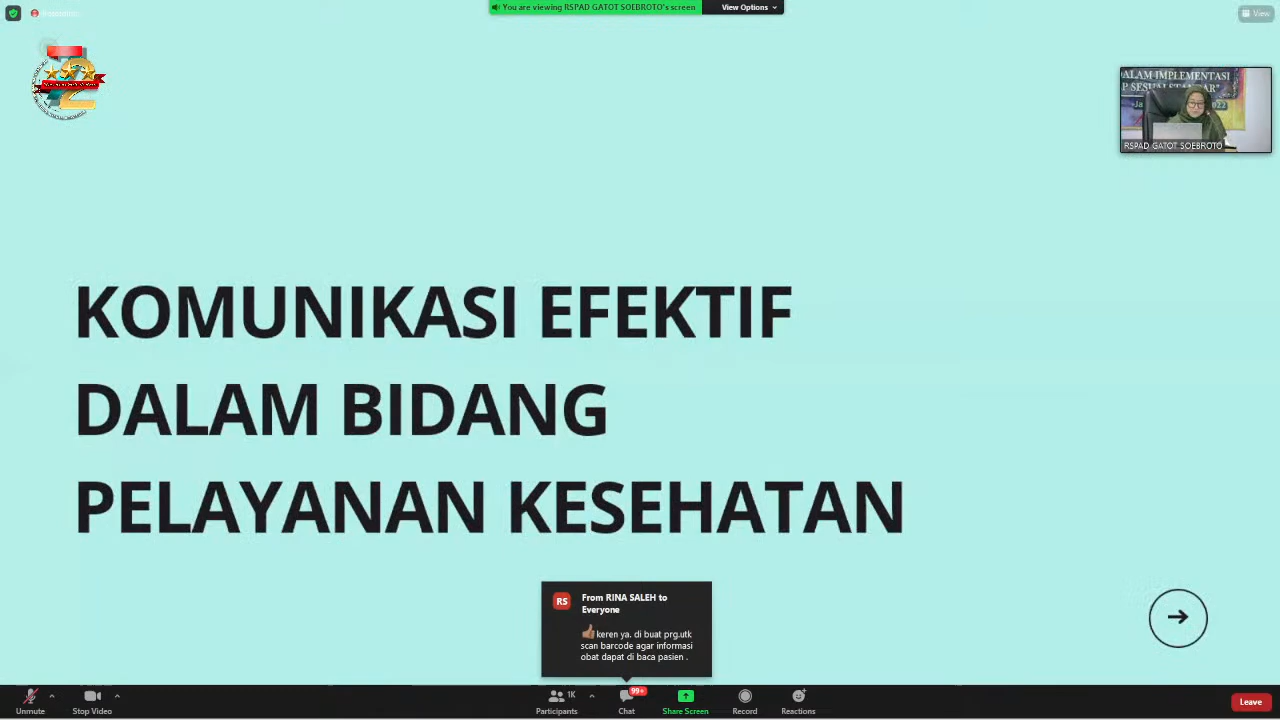 You are viewing RSPAD GATOT SOEBROTO's screen
View Options
View
ALAM IMPLEMENTASI
RSPAD GATOT SOEBROTO
KOMUNIKASI EFEKTIF
DALAM BIDANG
PELAYANAN KESEHATAN
RS
From RINA SALEH to
Everyone
keren ya. di buat prg.utk
scan barcode agar informasi
obat dapat di baca pasien .
Unmute
Stop Video
1K
Participants
99+
Chat
Share Screen
Record
Reactions
Leave